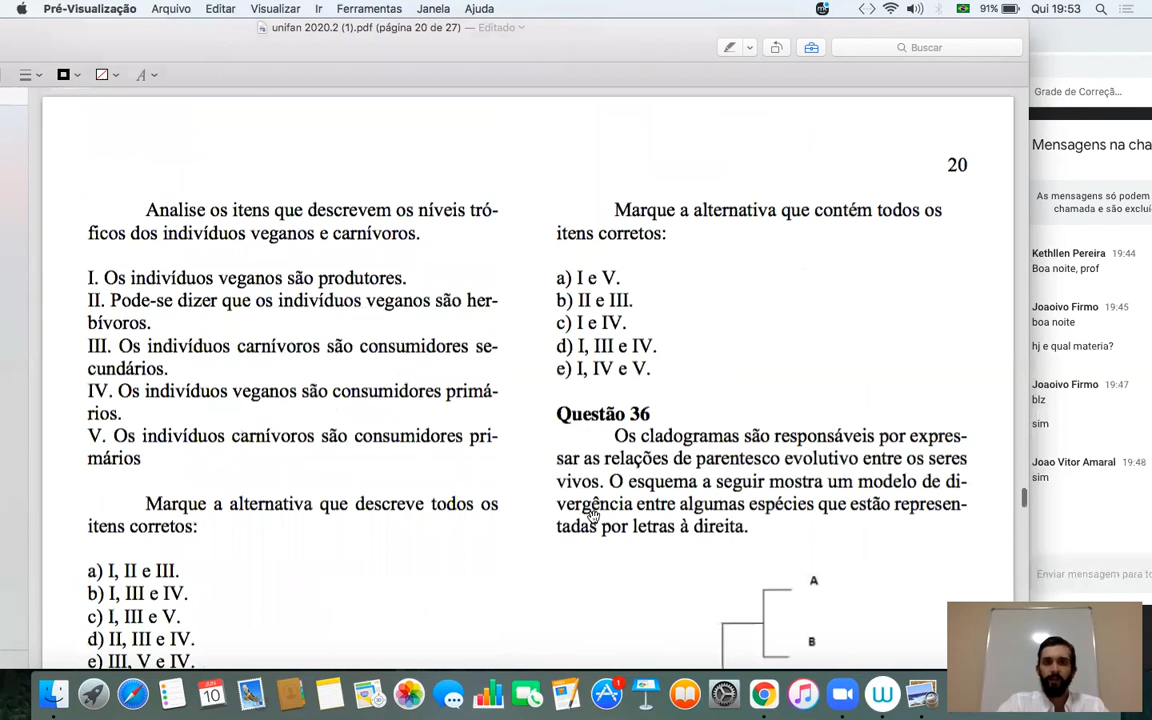 Pré-Visualização Arquivo Editar Visualizar Ir Ferramentas Janela Ajuda
91% Qui 19:53
unifan 2020.2 (1).pdf (página 20 de 27) — Editado
Buscar
A
20
Analise os itens que descrevem os níveis tró-
ficos dos indivíduos veganos e carnívoros.
I. Os indivíduos veganos são produtores.
II. Pode-se dizer que os indivíduos veganos são her-
bívoros.
III. Os indivíduos carnívoros são consumidores se-
cundários.
IV. Os indivíduos veganos são consumidores primá-
rios.
V. Os indivíduos carnívoros são consumidores pri-
mários
Marque a alternativa que descreve todos os
itens corretos:
a) I, II e III.
b) I, III e IV.
c) I, III e V.
d) II, III e IV.
e) III, V e IV.
Marque a alternativa que contém todos os
itens corretos:
a) I e V.
b) II e III.
c) I e IV.
d) I, III e IV.
e) I, IV e V.
Questão 36
Os cladogramas são responsáveis por expres-
sar as relações de parentesco evolutivo entre os seres
vivos. O esquema a seguir mostra um modelo de di-
vergência entre algumas espécies que estão represen-
tadas por letras à direita.
A
B
Grade de Correçã...
Mensagens na cha
As mensagens só podem
chamada e são excluí
Kethllen Pereira 19:44
Boa noite, prof
Joaoivo Firmo 19:45
boa noite
hj e qual materia?
Joaoivo Firmo 19:47
blz
sim
Joao Vitor Amaral 19:48
sim
Enviar mensagem para to
JUN
10
1
W